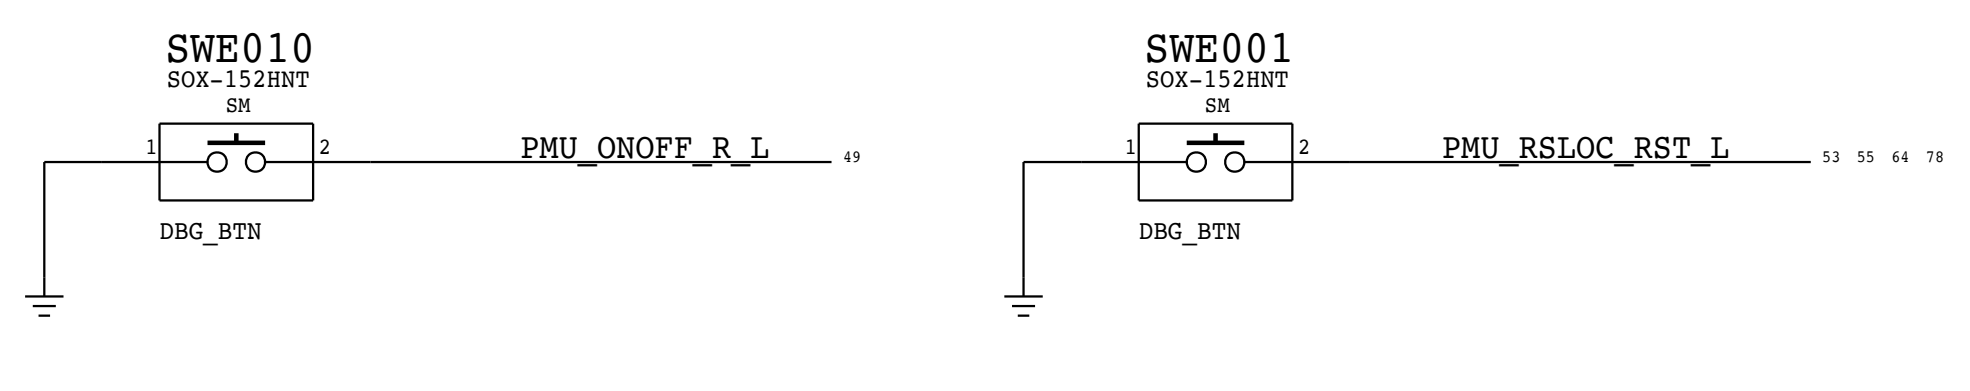 SWE010
SOX-152HNT
SM
1 2 PMU_ONOFF_R_L 49
DBG_BTN
SWE001
SOX-152HNT
SM
1 2 PMU_RSLOC_RST_L 53 55 64 78
DBG_BTN